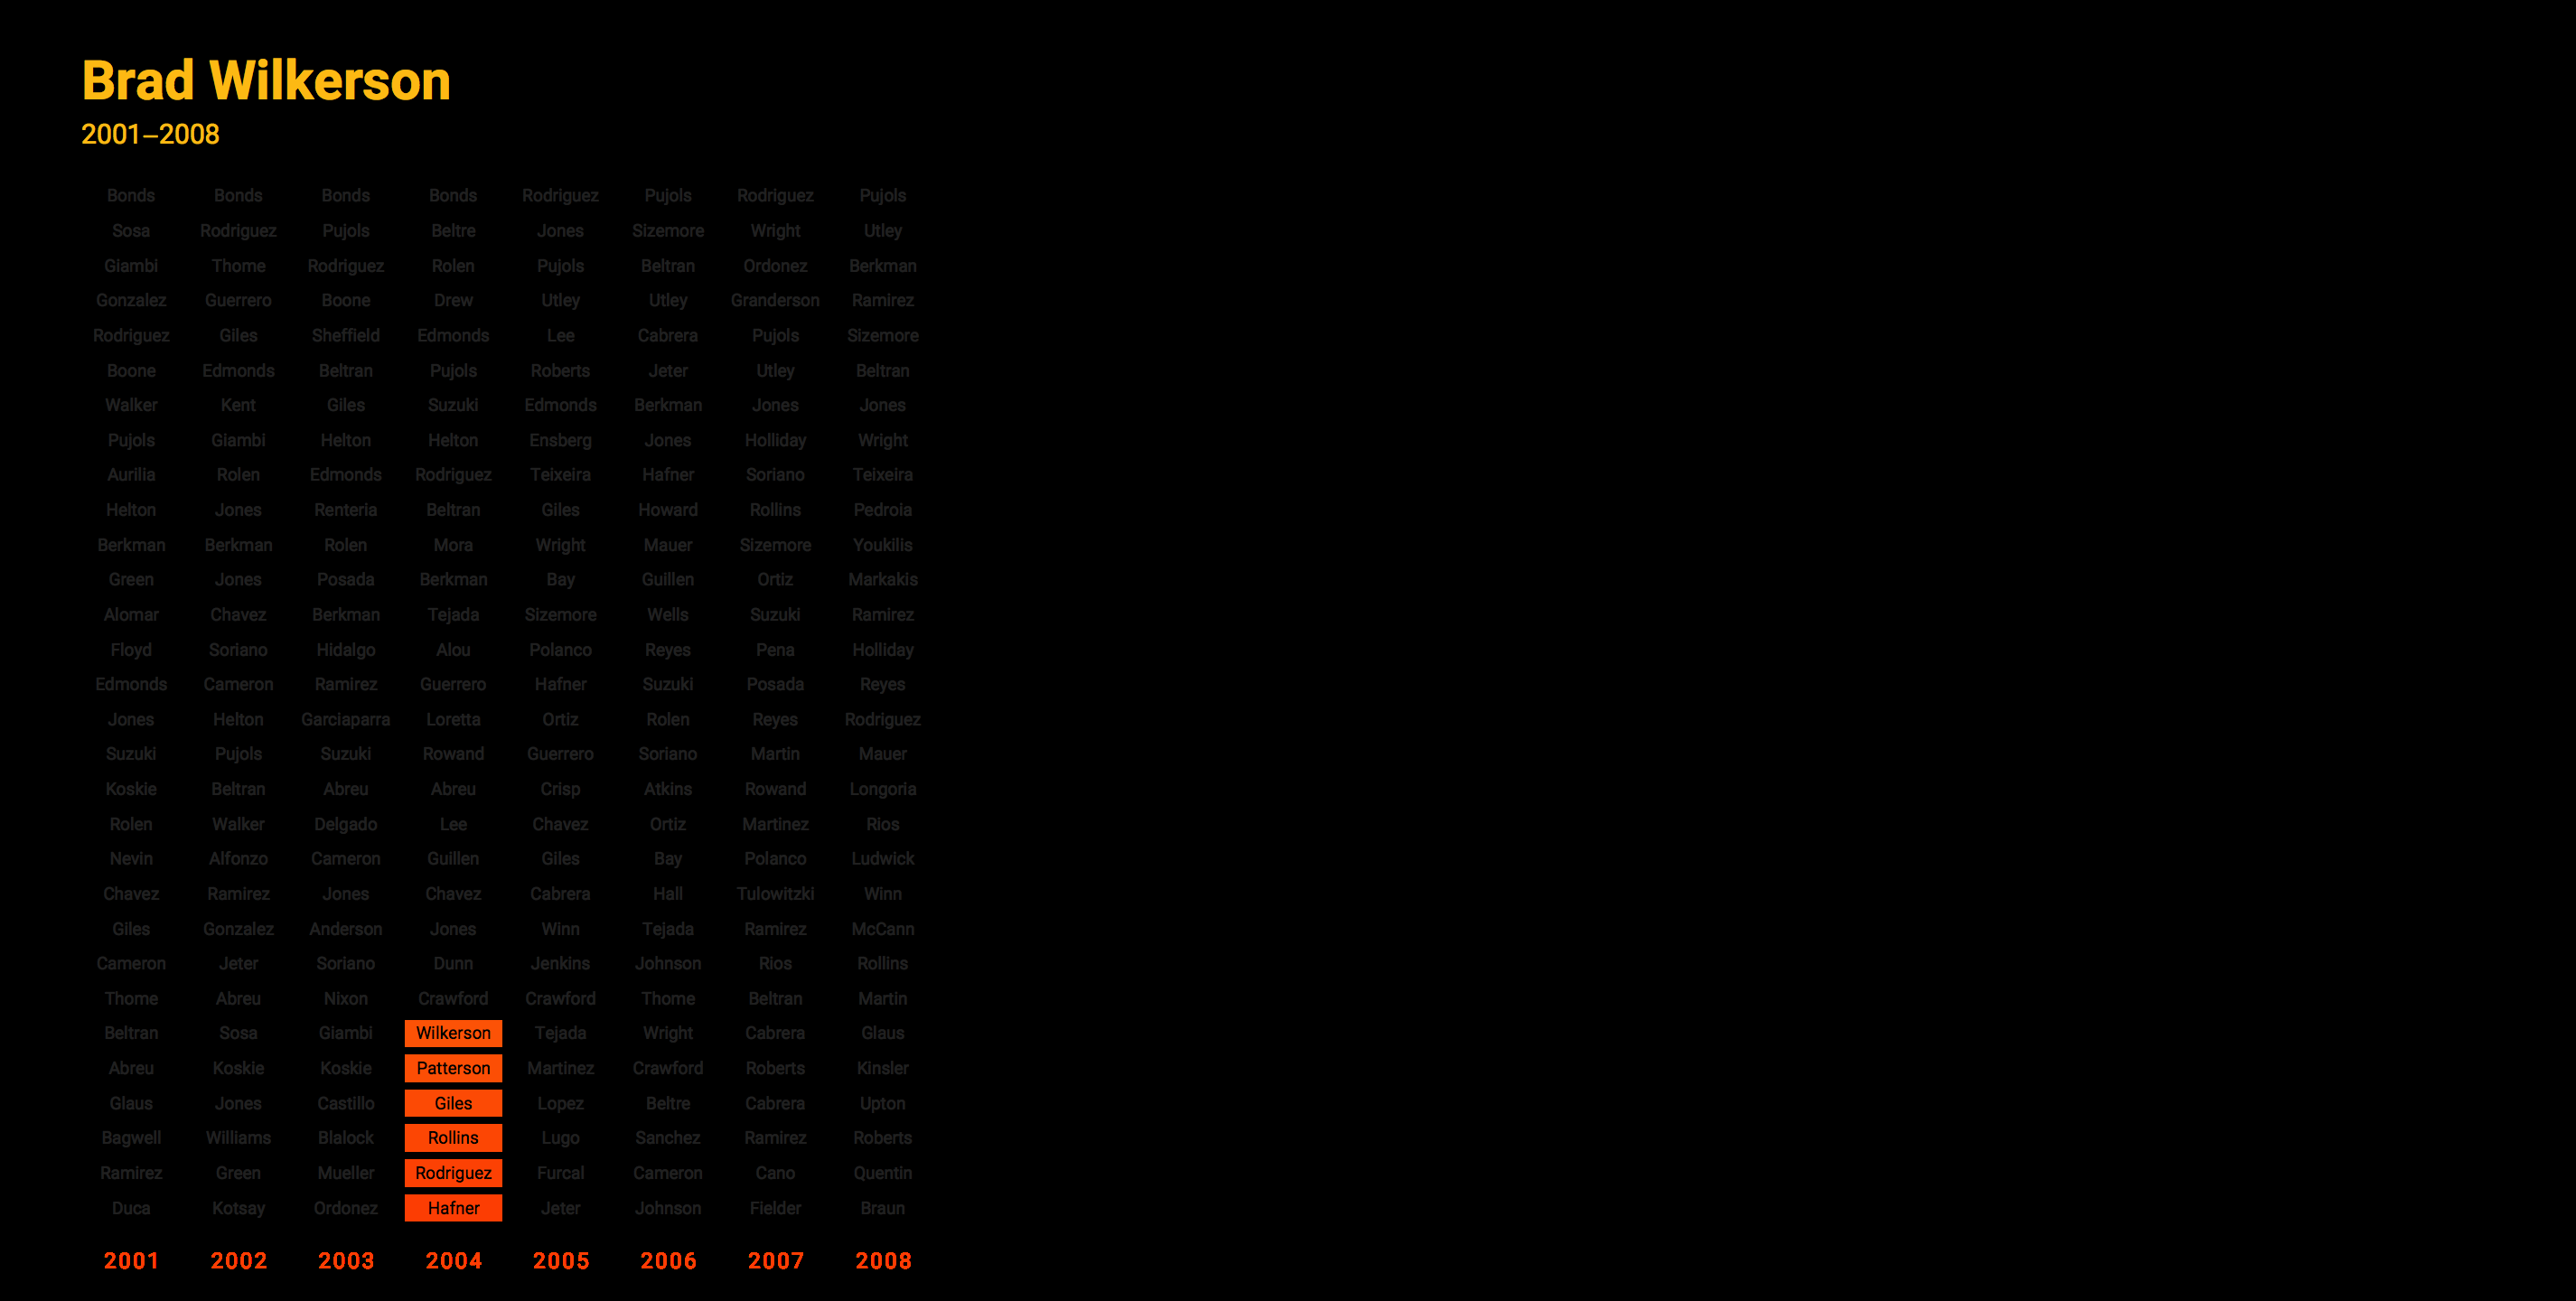 Brad Wilkerson
2001–2008
Bonds Bonds Bonds Bonds Rodriguez Pujols Rodriguez Pujols
Sosa Rodriguez Pujols Beltre Jones Sizemore Wright Utley
Giambi Thome Rodriguez Rolen Pujols Beltran Ordonez Berkman
Gonzalez Guerrero Boone Drew Utley Utley Granderson Ramirez
Rodriguez Giles Sheffield Edmonds Lee Cabrera Pujols Sizemore
Boone Edmonds Beltran Pujols Roberts Jeter Utley Beltran
Walker Kent Giles Suzuki Edmonds Berkman Jones Jones
Pujols Giambi Helton Helton Ensberg Jones Holliday Wright
Aurilia Rolen Edmonds Rodriguez Teixeira Hafner Soriano Teixeira
Helton Jones Renteria Beltran Giles Howard Rollins Pedroia
Berkman Berkman Rolen Mora Wright Mauer Sizemore Youkilis
Green Jones Posada Berkman Bay Guillen Ortiz Markakis
Alomar Chavez Berkman Tejada Sizemore Wells Suzuki Ramirez
Floyd Soriano Hidalgo Alou Polanco Reyes Pena Holliday
Edmonds Cameron Ramirez Guerrero Hafner Suzuki Posada Reyes
Jones Helton Garciaparra Loretta Ortiz Rolen Reyes Rodriguez
Suzuki Pujols Suzuki Rowand Guerrero Soriano Martin Mauer
Koskie Beltran Abreu Abreu Crisp Atkins Rowand Longoria
Rolen Walker Delgado Lee Chavez Ortiz Martinez Rios
Nevin Alfonzo Cameron Guillen Giles Bay Polanco Ludwick
Chavez Ramirez Jones Chavez Cabrera Hall Tulowitzki Winn
Giles Gonzalez Anderson Jones Winn Tejada Ramirez McCann
Cameron Jeter Soriano Dunn Jenkins Johnson Rios Rollins
Thome Abreu Nixon Crawford Crawford Thome Beltran Martin
Beltran Sosa Giambi Wilkerson Tejada Wright Cabrera Glaus
Abreu Koskie Koskie Patterson Martinez Crawford Roberts Kinsler
Glaus Jones Castillo Giles Lopez Beltre Cabrera Upton
Bagwell Williams Blalock Rollins Lugo Sanchez Ramirez Roberts
Ramirez Green Mueller Rodriguez Furcal Cameron Cano Quentin
Duca Kotsay Ordonez Hafner Jeter Johnson Fielder Braun
2001 2002 2003 2004 2005 2006 2007 2008